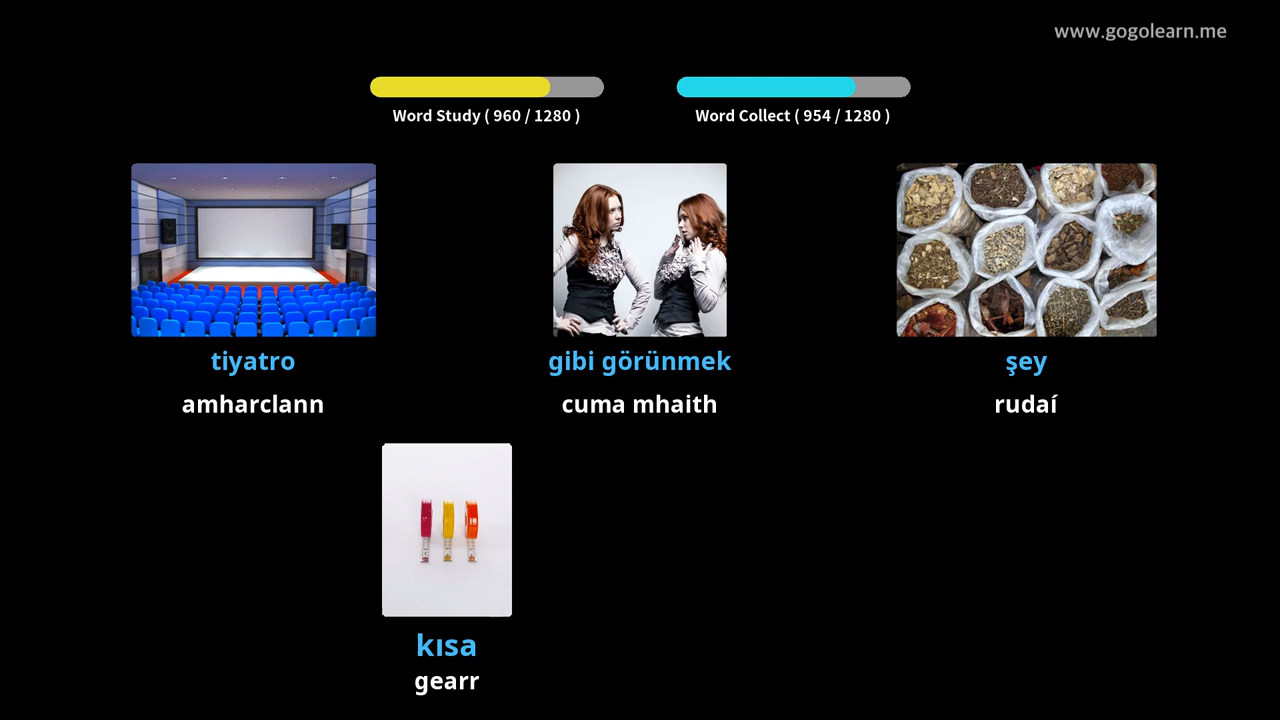 www.gogolearn.me
Word Study ( 960 / 1280 )
Word Collect ( 954 / 1280 )
tiyatro
amharclann
gibi görünmek
cuma mhaith
şey
rudaí
kısa
gearr